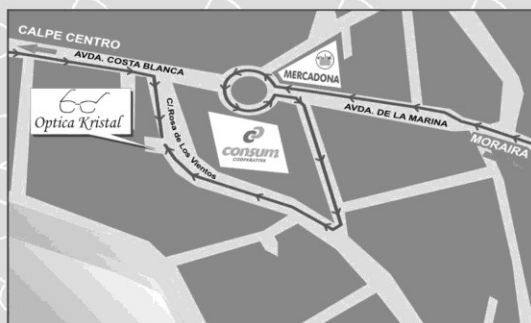 CALPE CENTRO
AVDA. COSTA BLANCA
MERCADONA
Optica Kristal
C/.Rosa de Los Vientos
consum
COOPERATIVA
AVDA. DE LA MARINA
MORAIRA